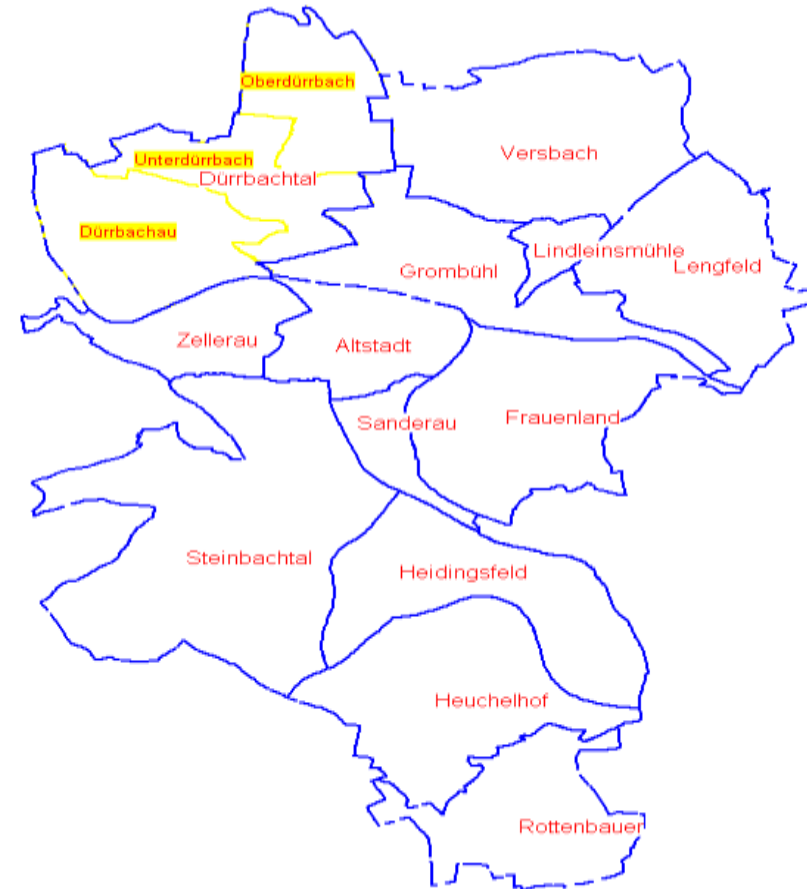 Oberdürrbach
Versbach
Unterdürrbach
Dürrbachtal
Dürrbachau
Lindleinsmühle
Lengfeld
Grombühl
Zellerau
Altstadt
Sanderau
Frauenland
Steinbachtal
Heidingsfeld
Heuchelhof
Rottenbauer